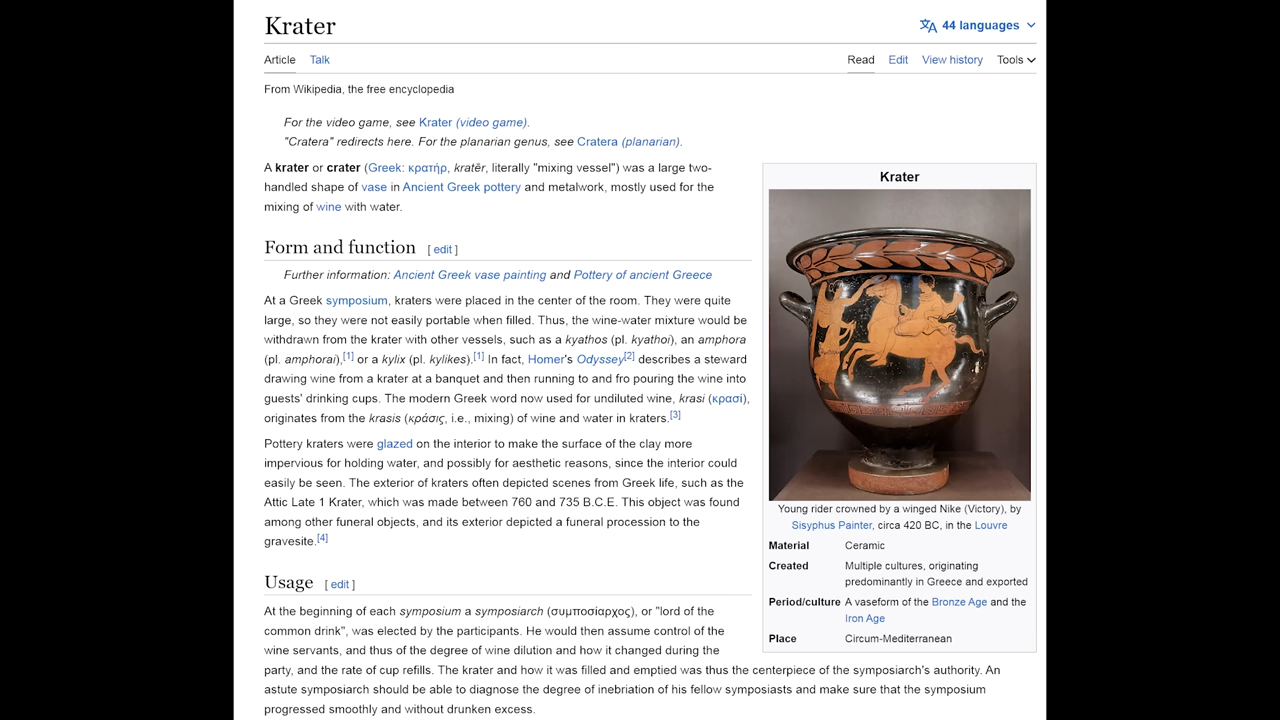 Krater
44 languages
Article Talk Read Edit View history Tools
From Wikipedia, the free encyclopedia
For the video game, see Krater (video game).
"Cratera" redirects here. For the planarian genus, see Cratera (planarian).
A krater or crater (Greek: κρατήρ, kratēr, literally "mixing vessel") was a large two-
handled shape of vase in Ancient Greek pottery and metalwork, mostly used for the
mixing of wine with water.
Form and function [ edit ]
Further information: Ancient Greek vase painting and Pottery of ancient Greece
At a Greek symposium, kraters were placed in the center of the room. They were quite
large, so they were not easily portable when filled. Thus, the wine-water mixture would be
withdrawn from the krater with other vessels, such as a kyathos (pl. kyathoi), an amphora
(pl. amphorai),[1] or a kylix (pl. kylikes).[1] In fact, Homer's Odyssey[2] describes a steward
drawing wine from a krater at a banquet and then running to and fro pouring the wine into
guests' drinking cups. The modern Greek word now used for undiluted wine, krasi (κρασί),
originates from the krasis (κράσις, i.e., mixing) of wine and water in kraters.[3]
Pottery kraters were glazed on the interior to make the surface of the clay more
impervious for holding water, and possibly for aesthetic reasons, since the interior could
easily be seen. The exterior of kraters often depicted scenes from Greek life, such as the
Attic Late 1 Krater, which was made between 760 and 735 B.C.E. This object was found
among other funeral objects, and its exterior depicted a funeral procession to the
gravesite.[4]
Usage [ edit ]
At the beginning of each symposium a symposiarch (συμποσίαρχος), or "lord of the
common drink", was elected by the participants. He would then assume control of the
wine servants, and thus of the degree of wine dilution and how it changed during the
party, and the rate of cup refills. The krater and how it was filled and emptied was thus the centerpiece of the symposiarch's authority. An
astute symposiarch should be able to diagnose the degree of inebriation of his fellow symposiasts and make sure that the symposium
progressed smoothly and without drunken excess.
Krater
Young rider crowned by a winged Nike (Victory), by
Sisyphus Painter, circa 420 BC, in the Louvre
Material Ceramic
Created Multiple cultures, originating
predominantly in Greece and exported
Period/culture A vaseform of the Bronze Age and the
Iron Age
Place Circum-Mediterranean